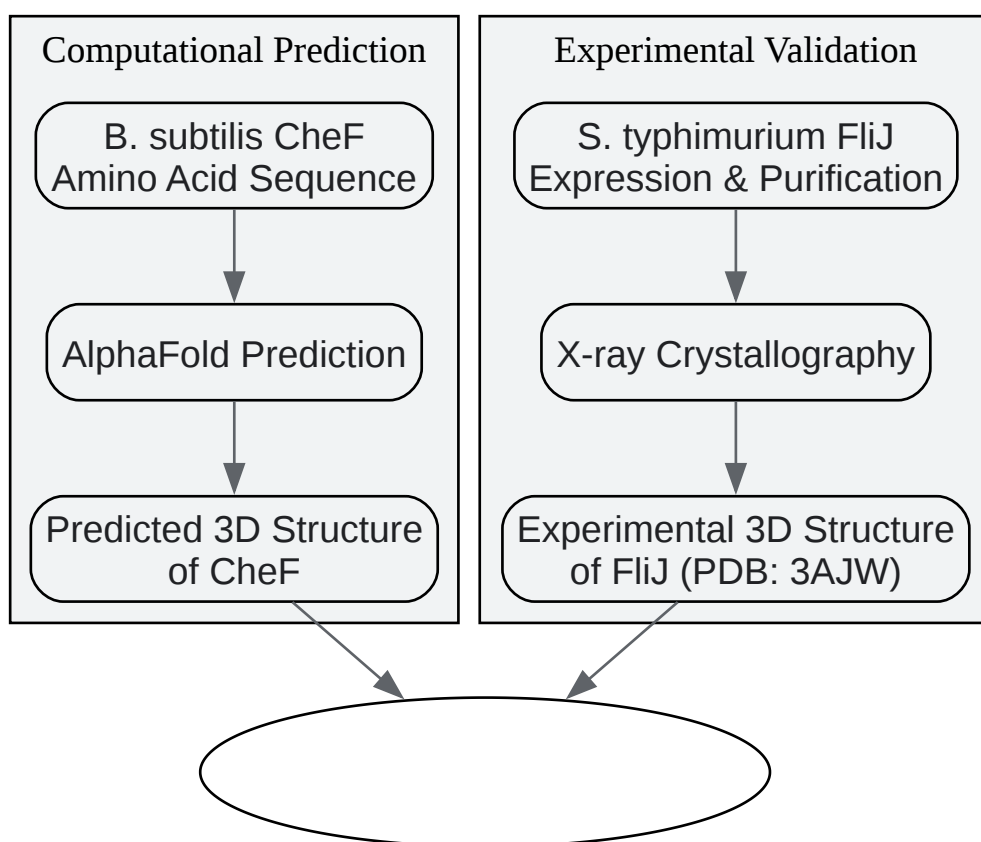 Computational Prediction
B. subtilis CheF
Amino Acid Sequence
AlphaFold Prediction
Predicted 3D Structure
of CheF
Experimental Validation
S. typhimurium FliJ
Expression & Purification
X-ray Crystallography
Experimental 3D Structure
of FliJ (PDB: 3AJW)